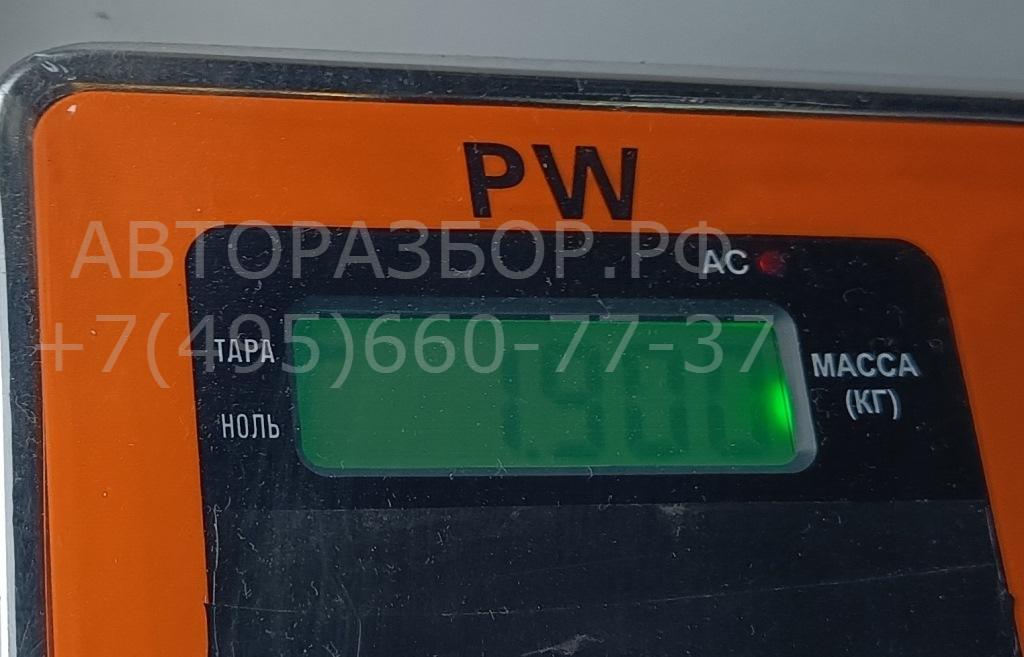 PW
АВТОРАЗБОР.РФ
AC
+7(495)660-77-37
ТАРА
МАССА
(КГ)
НОЛЬ
1.900